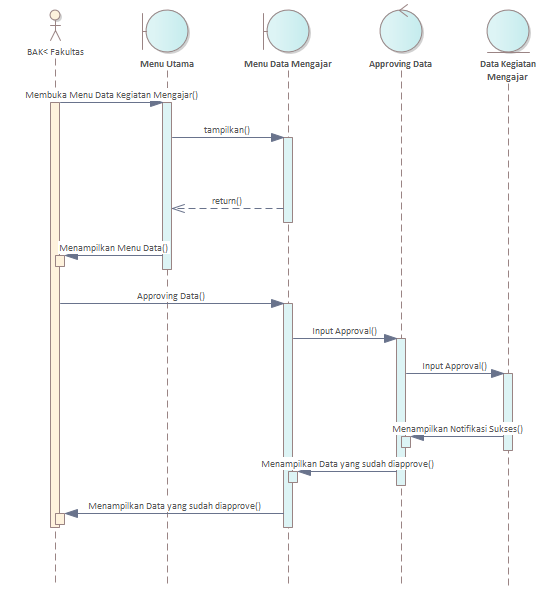 BAK< Fakultas
Menu Utama
Menu Data Mengajar
Approving Data
Data Kegiatan
Mengajar
Membuka Menu Data Kegiatan Mengajar()
tampilkan()
return()
Menampilkan Menu Data()
Approving Data()
Input Approval()
Input Approval()
Menampilkan Notifikasi Sukses()
Menampilkan Data yang sudah diapprove()
Menampilkan Data yang sudah diapprove()